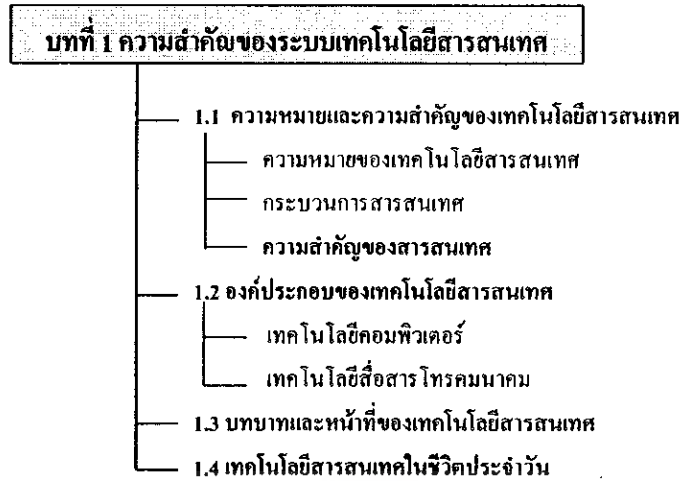 บทที่ 1 ความสำคัญของระบบเทคโนโลยีสารสนเทศ
1.1 ความหมายและความสำคัญของเทคโนโลยีสารสนเทศ
ความหมายของเทคโนโลยีสารสนเทศ
กระบวนการสารสนเทศ
ความสำคัญของสารสนเทศ
1.2 องค์ประกอบของเทคโนโลยีสารสนเทศ
เทคโนโลยีคอมพิวเตอร์
เทคโนโลยีสื่อสารโทรคมนาคม
1.3 บทบาทและหน้าที่ของเทคโนโลยีสารสนเทศ
1.4 เทคโนโลยีสารสนเทศในชีวิตประจำวัน